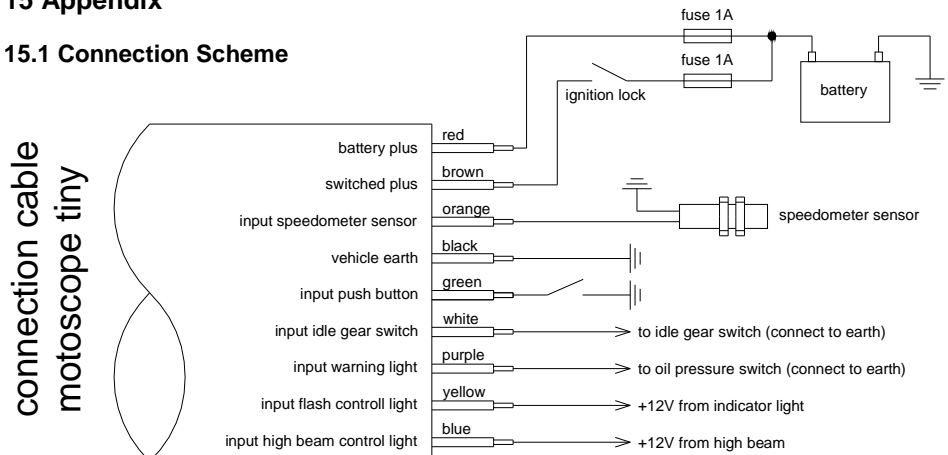 15 Appendix
15.1 Connection Scheme
fuse 1A
fuse 1A
ignition lock
battery
connection cable
motoscope tiny
battery plus
red
switched plus
brown
input speedometer sensor
orange
speedometer sensor
vehicle earth
black
input push button
green
input idle gear switch
white
to idle gear switch (connect to earth)
input warning light
purple
to oil pressure switch (connect to earth)
input flash controll light
yellow
+12V from indicator light
input high beam control light
blue
+12V from high beam